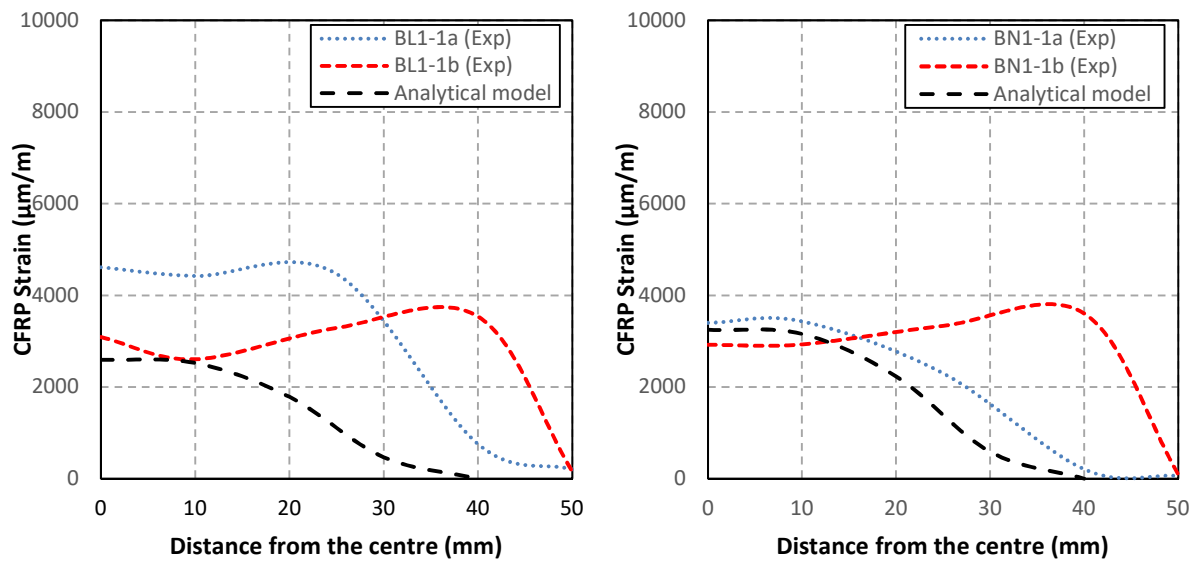 10000
8000
6000
4000
2000
0
CFRP Strain (μm/m)
BL1-1a (Exp)
BL1-1b (Exp)
Analytical model
0 10 20 30 40 50
Distance from the centre (mm)
10000
8000
6000
4000
2000
0
CFRP Strain (μm/m)
BN1-1a (Exp)
BN1-1b (Exp)
Analytical model
0 10 20 30 40 50
Distance from the centre (mm)